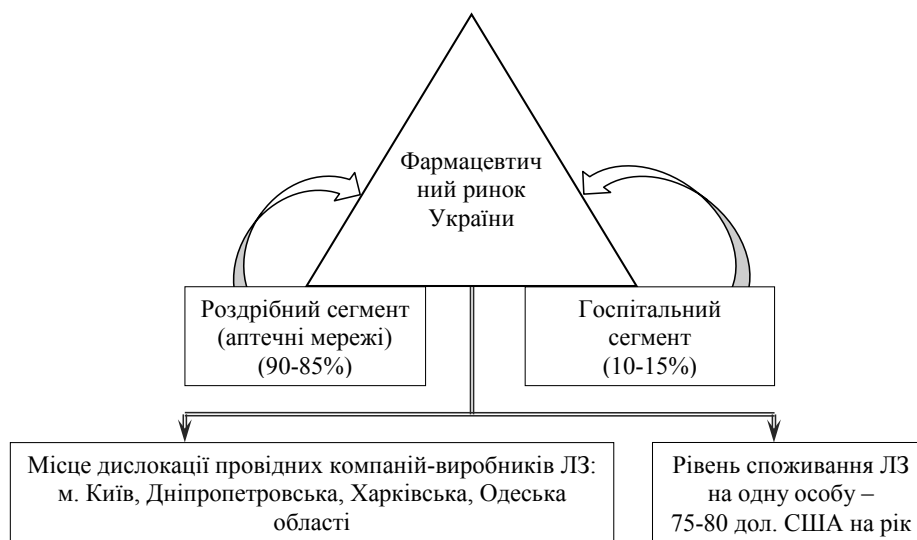 Фармацевтич
ний ринок
України
Роздрібний сегмент
(аптечні мережі)
(90-85%)
Госпітальний
сегмент
(10-15%)
Місце дислокації провідних компаній-виробників ЛЗ:
м. Київ, Дніпропетровська, Харківська, Одеська
області
Рівень споживання ЛЗ
на одну особу –
75-80 дол. США на рік